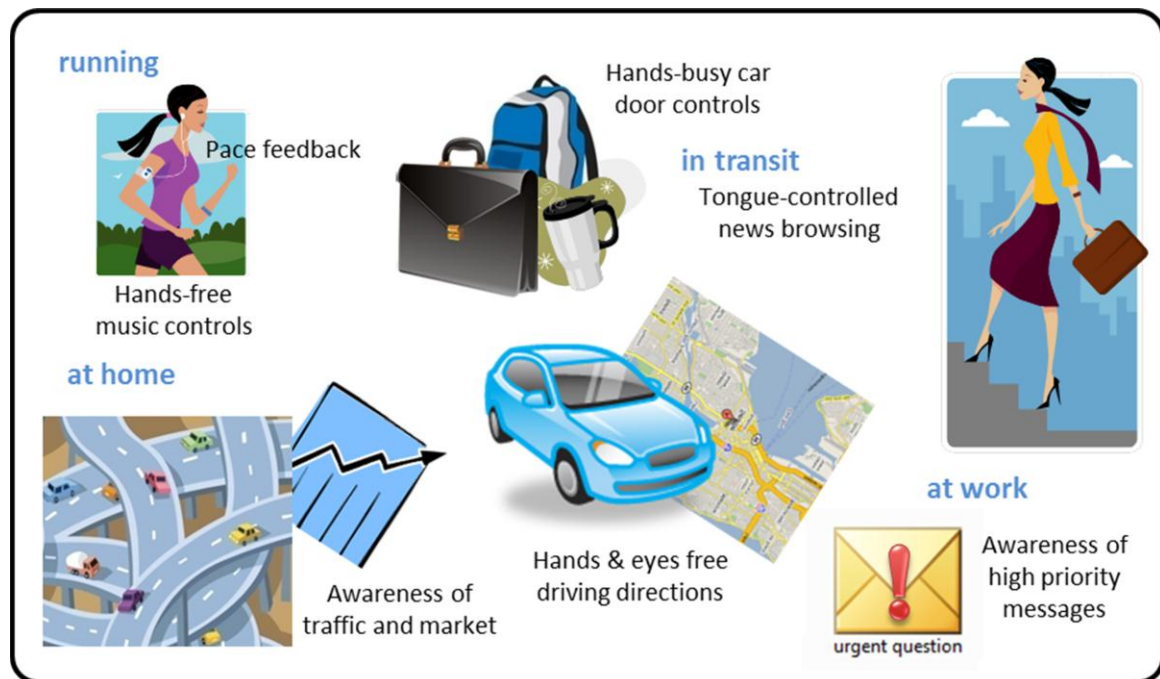 running
Pace feedback
Hands-free
music controls
Hands-busy car
door controls
in transit
Tongue-controlled
news browsing
at home
Awareness of
traffic and market
Hands & eyes free
driving directions
at work
Awareness of
high priority
messages
urgent question